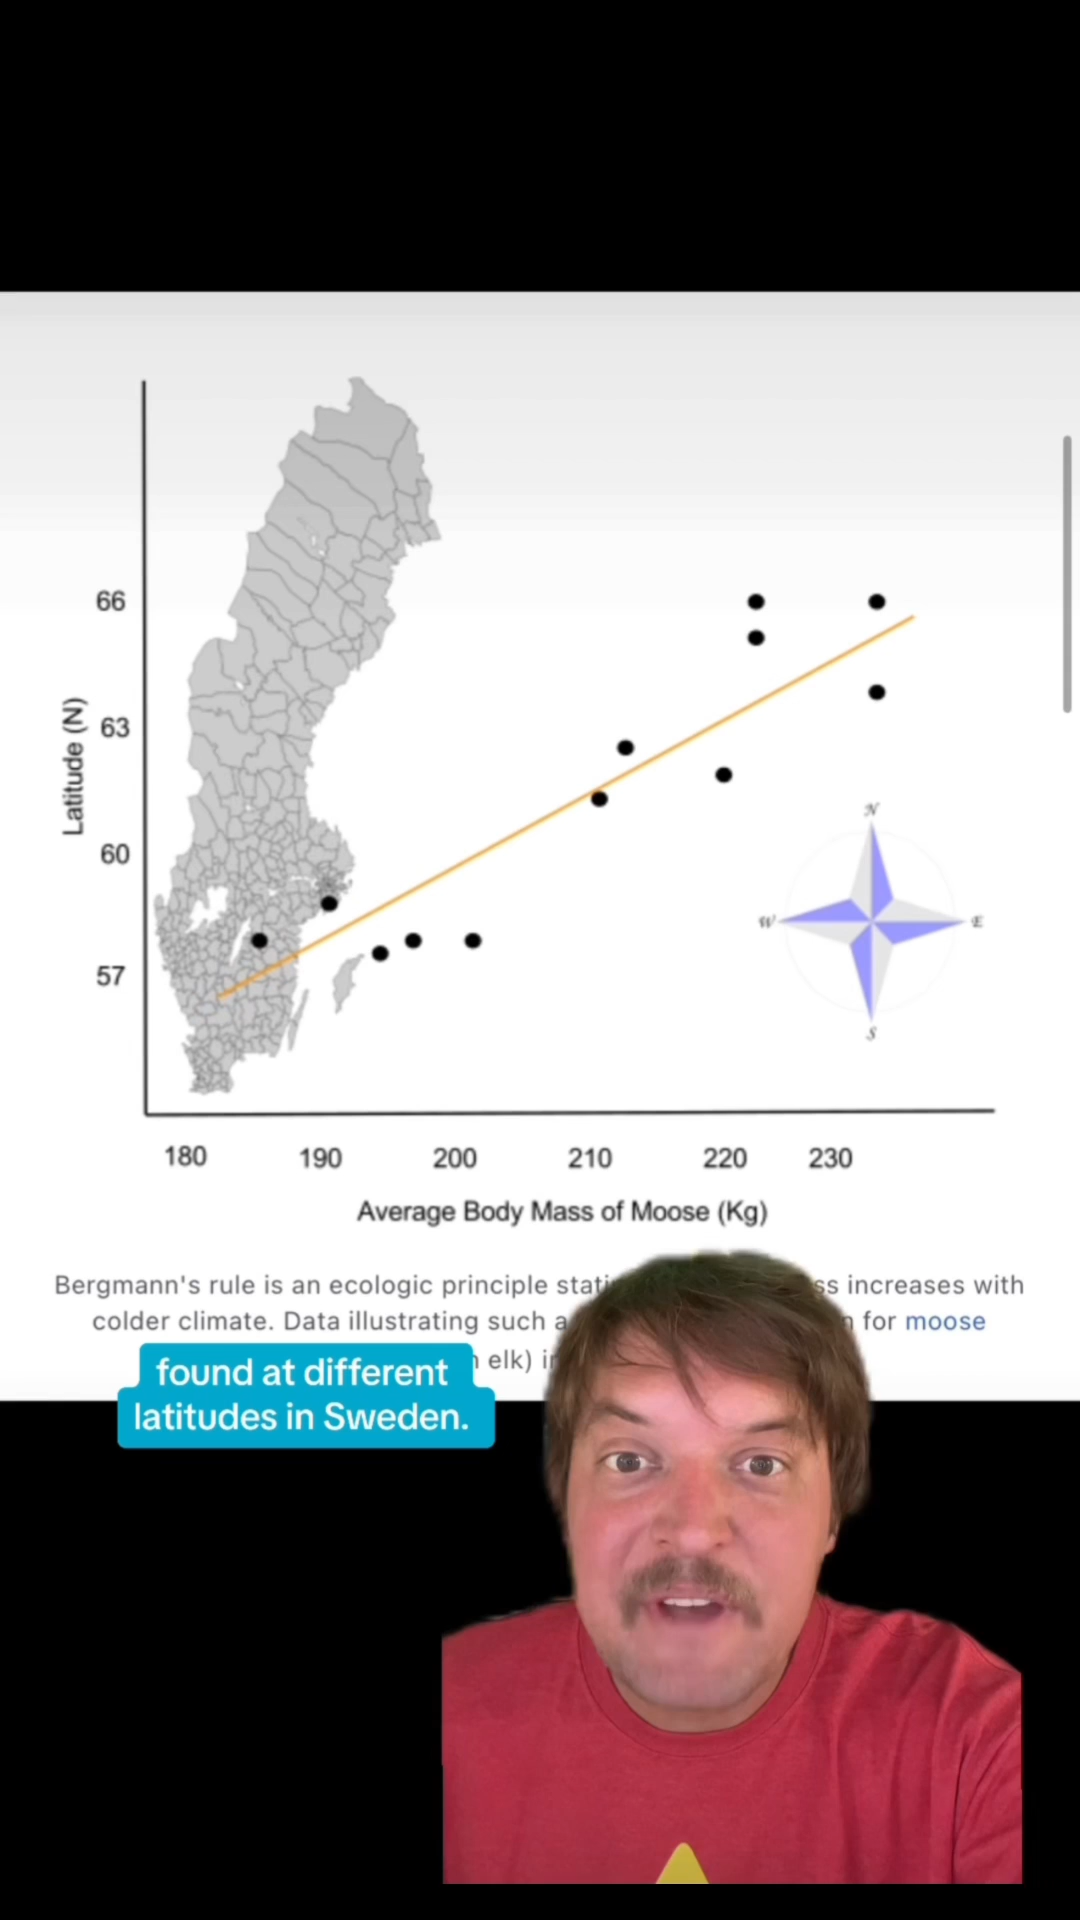 66
63
60
57
Latitude (N)
N
W
E
S
180 190 200 210 220 230
Average Body Mass of Moose (Kg)
Bergmann's rule is an ecologic principle ss increases with
colder climate. Data illustrating such a for moose
elk)
found at different
latitudes in Sweden.